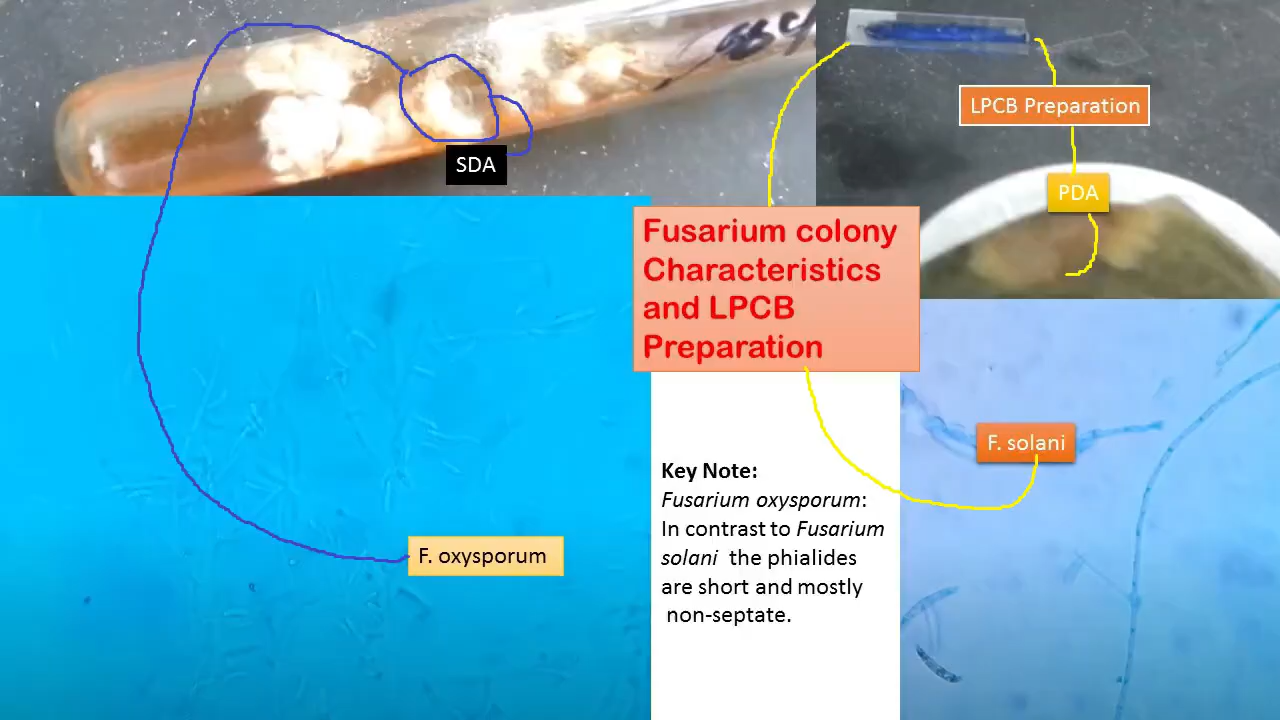 LPCB Preparation
SDA
PDA
Fusarium colony
Characteristics
and LPCB
Preparation
F. solani
Key Note:
Fusarium oxysporum:
In contrast to Fusarium
solani the phialides
are short and mostly
non-septate.
F. oxysporum